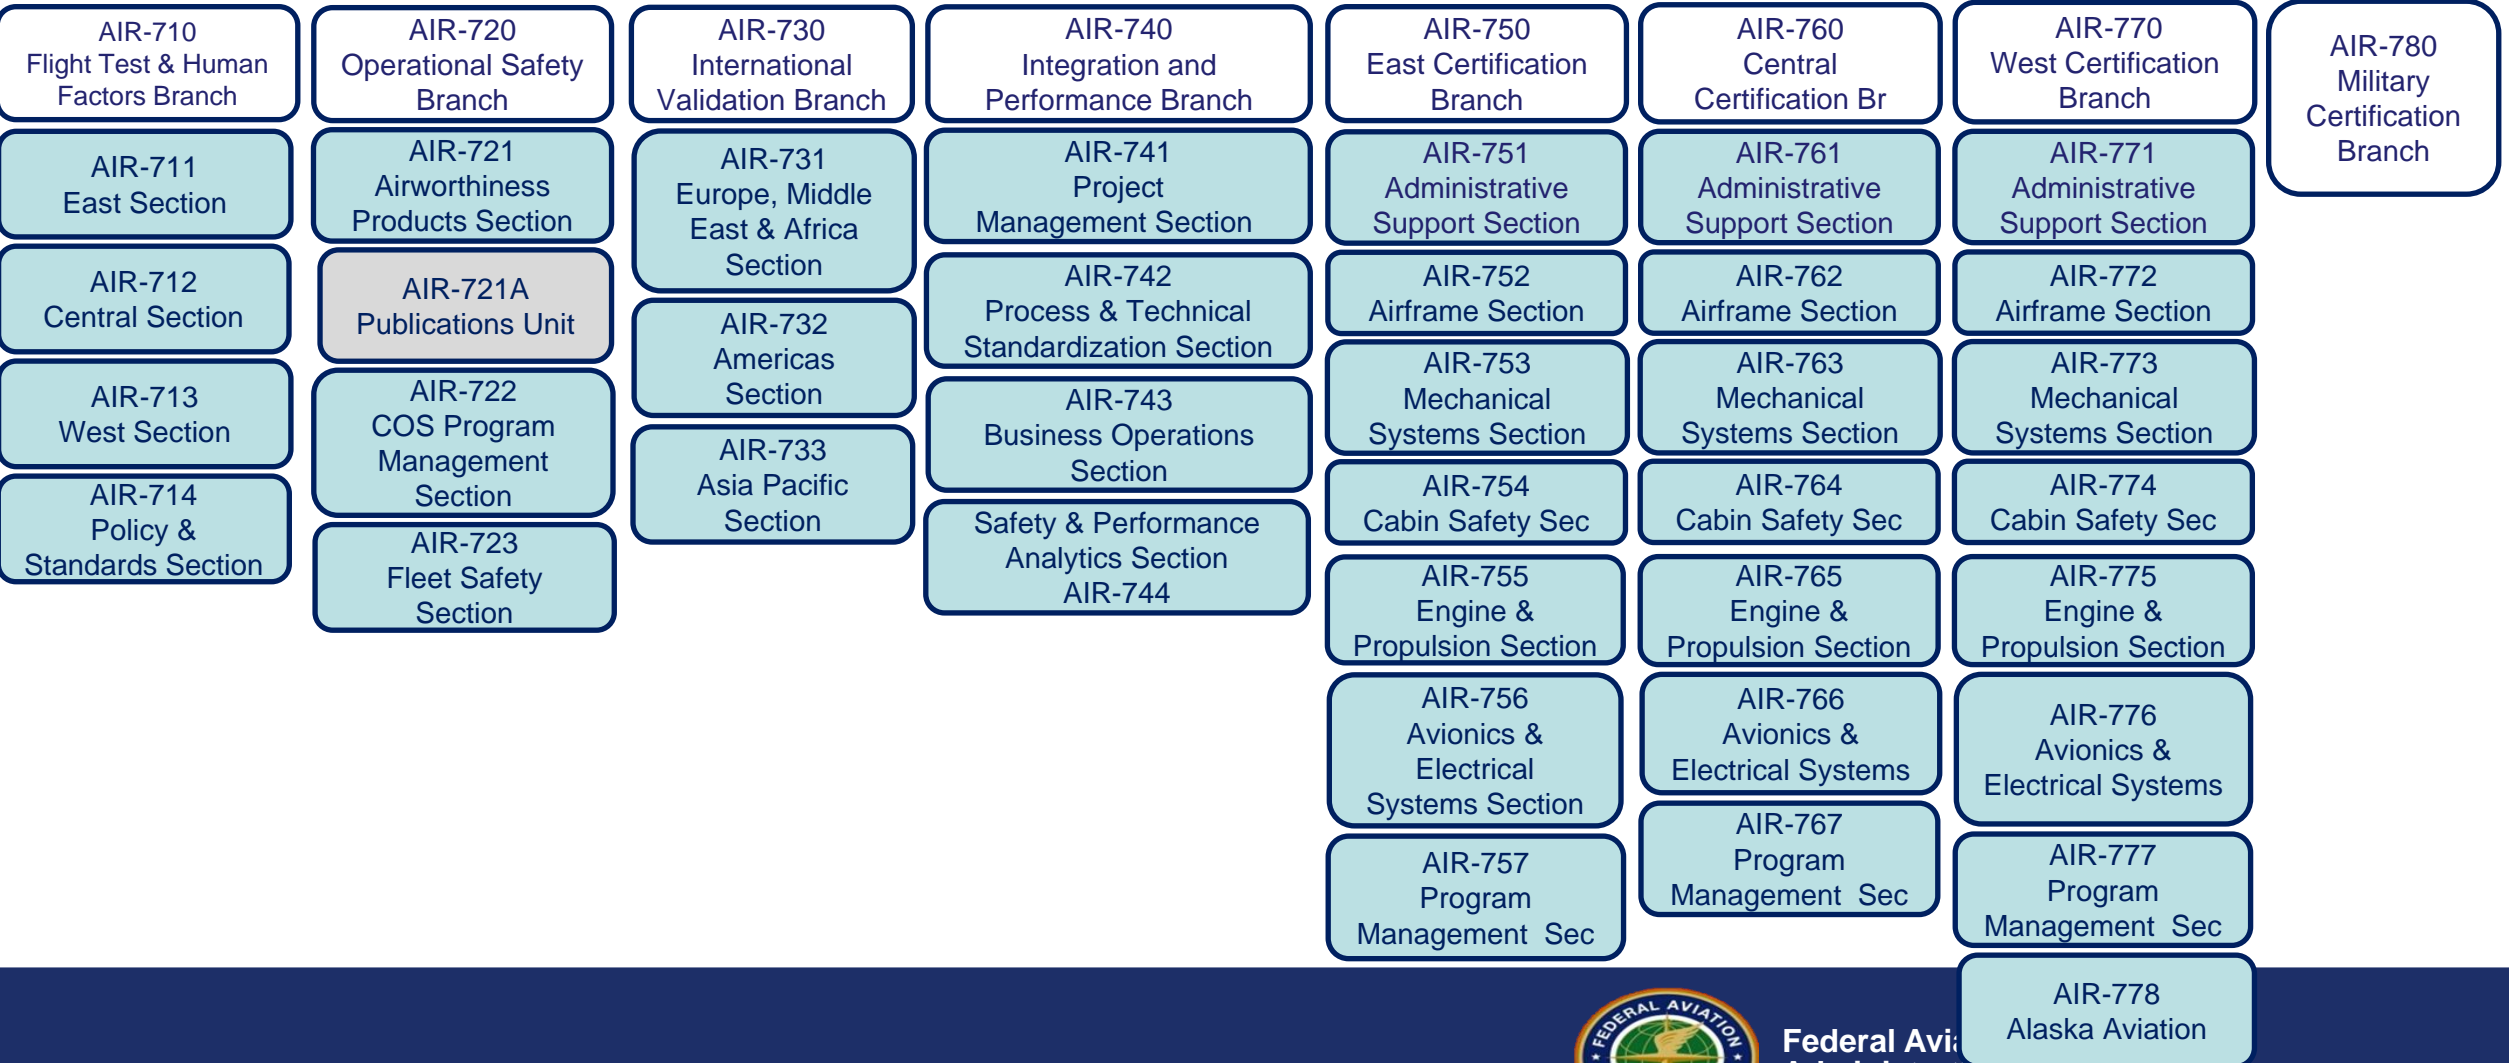 AIR-710
Flight Test & Human
Factors Branch
AIR-711
East Section
AIR-712
Central Section
AIR-713
West Section
AIR-714
Policy &
Standards Section
AIR-720
Operational Safety
Branch
AIR-721
Airworthiness
Products Section
AIR-721A
Publications Unit
AIR-722
COS Program
Management
Section
AIR-723
Fleet Safety
Section
AIR-730
International
Validation Branch
AIR-731
Europe, Middle
East & Africa
Section
AIR-732
Americas
Section
AIR-733
Asia Pacific
Section
AIR-740
Integration and
Performance Branch
AIR-741
Project
Management Section
AIR-742
Process & Technical
Standardization Section
AIR-743
Business Operations
Section
Safety & Performance
Analytics Section
AIR-744
AIR-750
East Certification
Branch
AIR-751
Administrative
Support Section
AIR-752
Airframe Section
AIR-753
Mechanical
Systems Section
AIR-754
Cabin Safety Sec
AIR-755
Engine &
Propulsion Section
AIR-756
Avionics &
Electrical
Systems Section
AIR-757
Program
Management Sec
AIR-760
Central
Certification Br
AIR-761
Administrative
Support Section
AIR-762
Airframe Section
AIR-763
Mechanical
Systems Section
AIR-764
Cabin Safety Sec
AIR-765
Engine &
Propulsion Section
AIR-766
Avionics &
Electrical Systems
AIR-767
Program
Management Sec
AIR-770
West Certification
Branch
AIR-771
Administrative
Support Section
AIR-772
Airframe Section
AIR-773
Mechanical
Systems Section
AIR-774
Cabin Safety Sec
AIR-775
Engine &
Propulsion Section
AIR-776
Avionics &
Electrical Systems
AIR-777
Program
Management Sec
AIR-778
Alaska Aviation
AIR-780
Military
Certification
Branch
FEDERAL AVIATION
Federal Avia